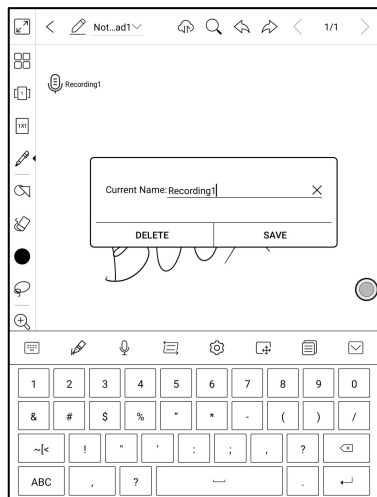 Not...ad1
1/1
1
Recording1
1X1
Current Name: Recording1
DELETE
SAVE
1 2 3 4 5 6 7 8 9 0
& # $ % “ * - ( ) /
~[< ! " ' : ; , ? 
ABC , ? .